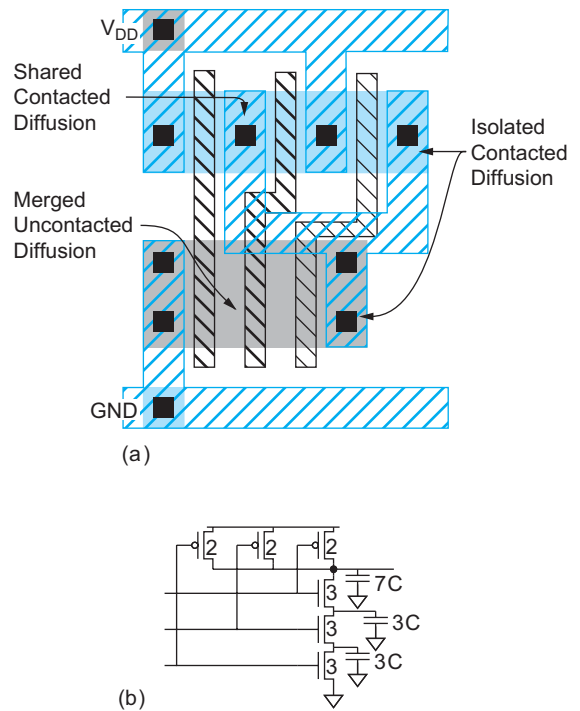 VDD
Shared
Contacted
Diffusion
Isolated
Contacted
Diffusion
Merged
Uncontacted
Diffusion
GND
(a)
2 2 2
7C
3
3C
3
3C
3
(b)